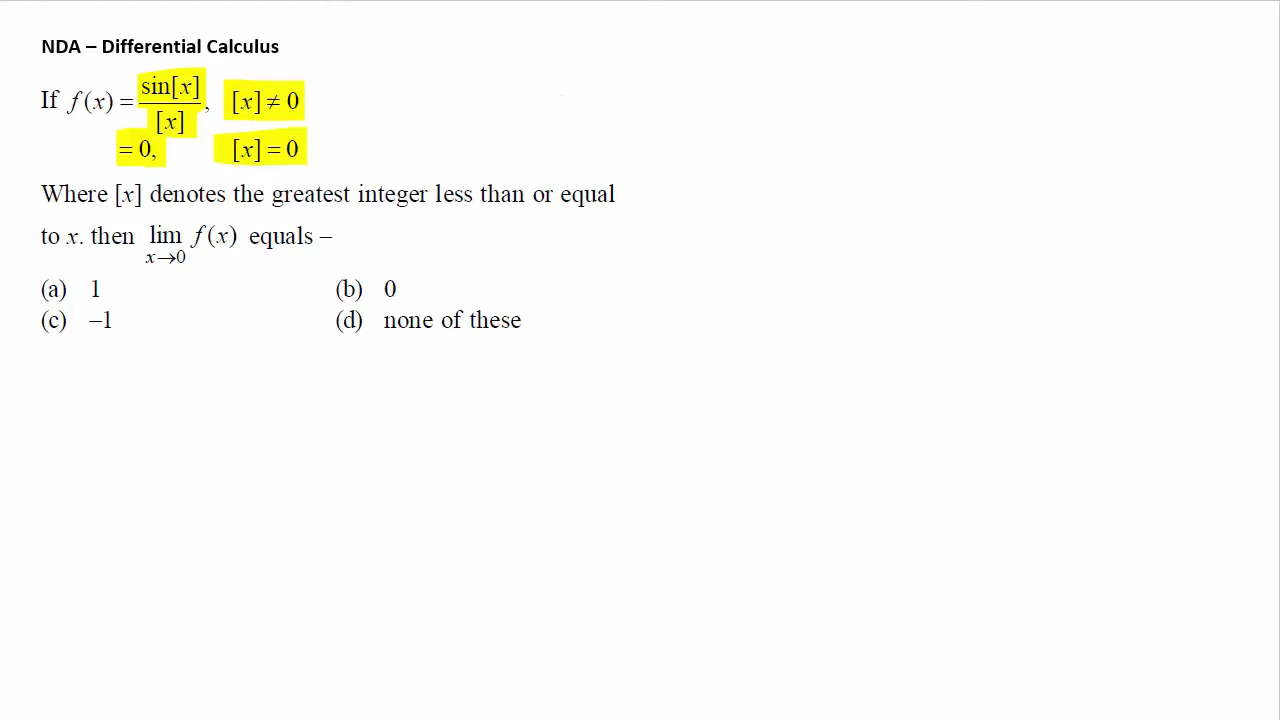 NDA – Differential Calculus
If f(x) = sin[x]/[x], [x] ≠ 0
= 0, [x] = 0
Where [x] denotes the greatest integer less than or equal
to x. then lim x→0 f(x) equals –
(a) 1 (b) 0
(c) –1 (d) none of these